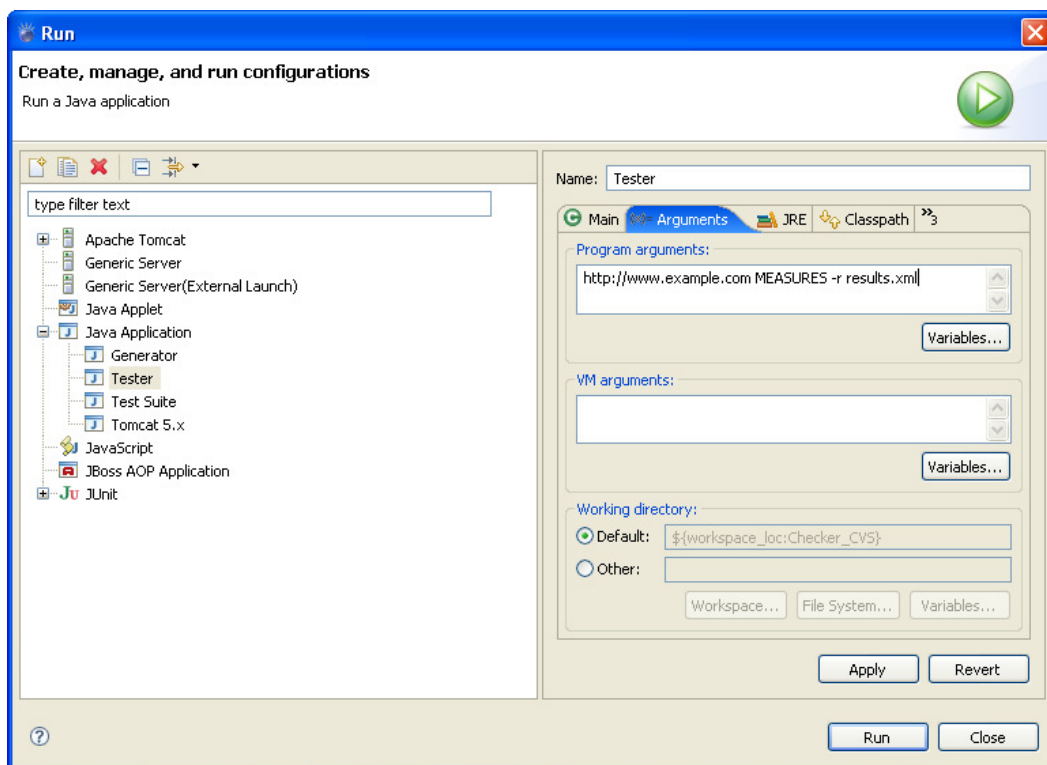 Run
Create, manage, and run configurations
Run a Java application
type filter text
Apache Tomcat
Generic Server
Generic Server(External Launch)
Java Applet
Java Application
Generator
Tester
Test Suite
Tomcat 5.x
JavaScript
JBoss AOP Application
JU JUnit
Name: Tester
Main (x)= Arguments JRE Classpath »3
Program arguments:
http://www.example.com MEASURES -r results.xml
Variables...
VM arguments:
Variables...
Working directory:
Default: ${workspace_loc:Checker_CVS}
Other:
Workspace... File System... Variables...
Apply Revert
? Run Close